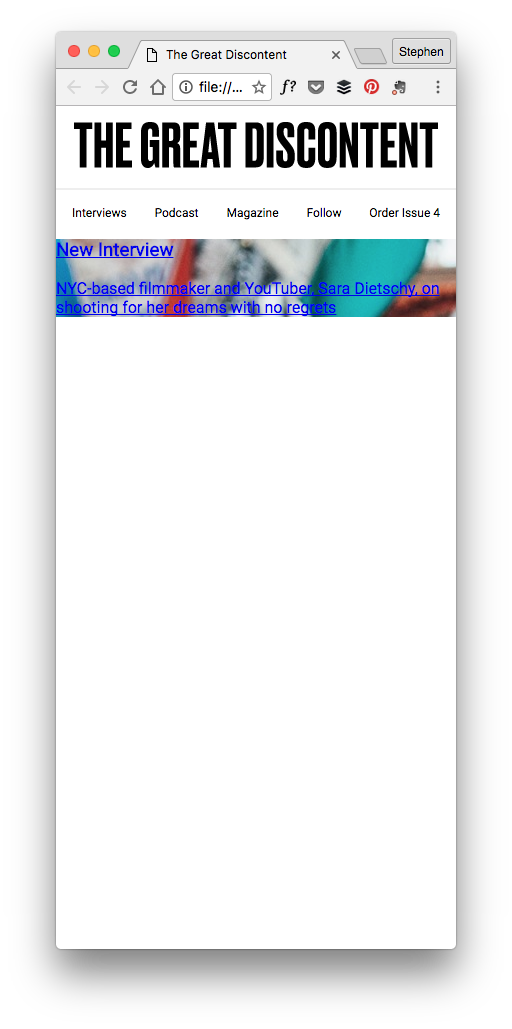 The Great Discontent
Stephen
file://...
f?
THE GREAT DISCONTENT
Interviews Podcast Magazine Follow Order Issue 4
New Interview
NYC-based filmmaker and YouTuber, Sara Dietschy, on
shooting for her dreams with no regrets